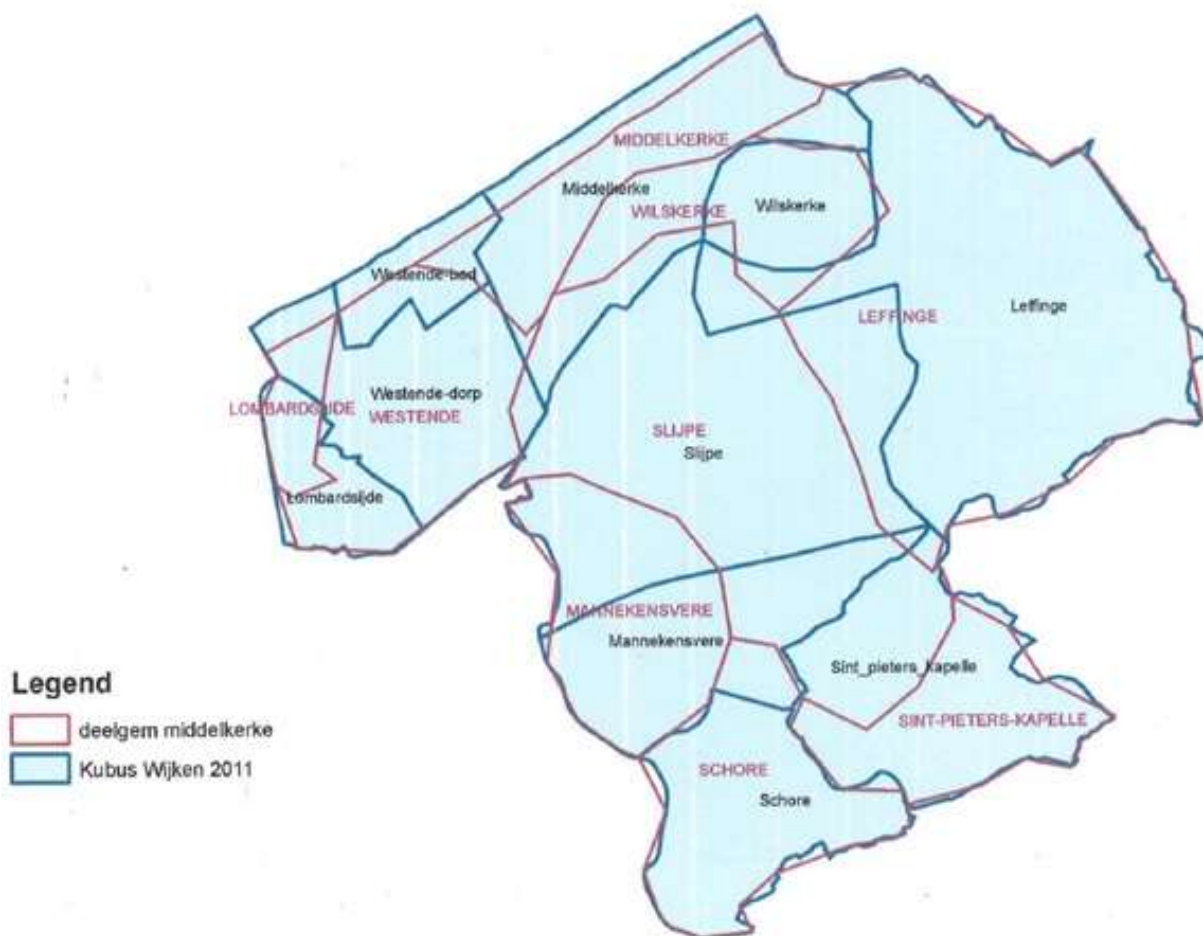 MIDDELKERKE
Middelkerke
WILSKERKE
Wilskerke
Westende-bad
LEFFINGE
Leffinge
Westende-dorp
LOMBARDSIJDE
WESTENDE
SLIJPE
Slijpe
Lombardsijde
MANNEKENSVERE
Mannekensvere
Sint_pieters_kapelle
SINT-PIETERS-KAPELLE
SCHORE
Schore
Legend
deelgem middelkerke
Kubus Wijken 2011